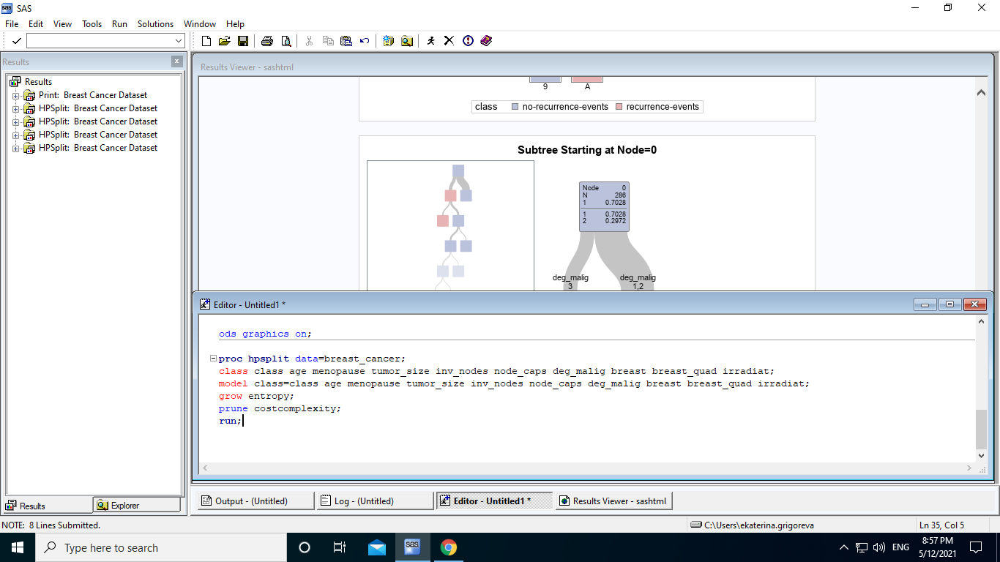 SAS
File Edit View Tools Run Solutions Window Help
Results
Results
Print: Breast Cancer Dataset
HPSplit: Breast Cancer Dataset
HPSplit: Breast Cancer Dataset
HPSplit: Breast Cancer Dataset
HPSplit: Breast Cancer Dataset
Results Viewer - sashtml
9 A
class no-recurrence-events recurrence-events
Subtree Starting at Node=0
Node 0
N 286
1 0.7028
1 0.7028
2 0.2972
deg_malig deg_malig
3 1,2
Editor - Untitled1 *
ods graphics on;
proc hpsplit data=breast_cancer;
class class age menopause tumor_size inv_nodes node_caps deg_malig breast breast_quad irradiat;
model class=class age menopause tumor_size inv_nodes node_caps deg_malig breast breast_quad irradiat;
grow entropy;
prune costcomplexity;
run;
Results Explorer
Output - (Untitled) Log - (Untitled) Editor - Untitled1 * Results Viewer - sashtml
NOTE: 8 Lines Submitted. C:\Users\ekaterina.grigoreva Ln 35, Col 5
Type here to search sas ENG 8:57 PM
5/12/2021